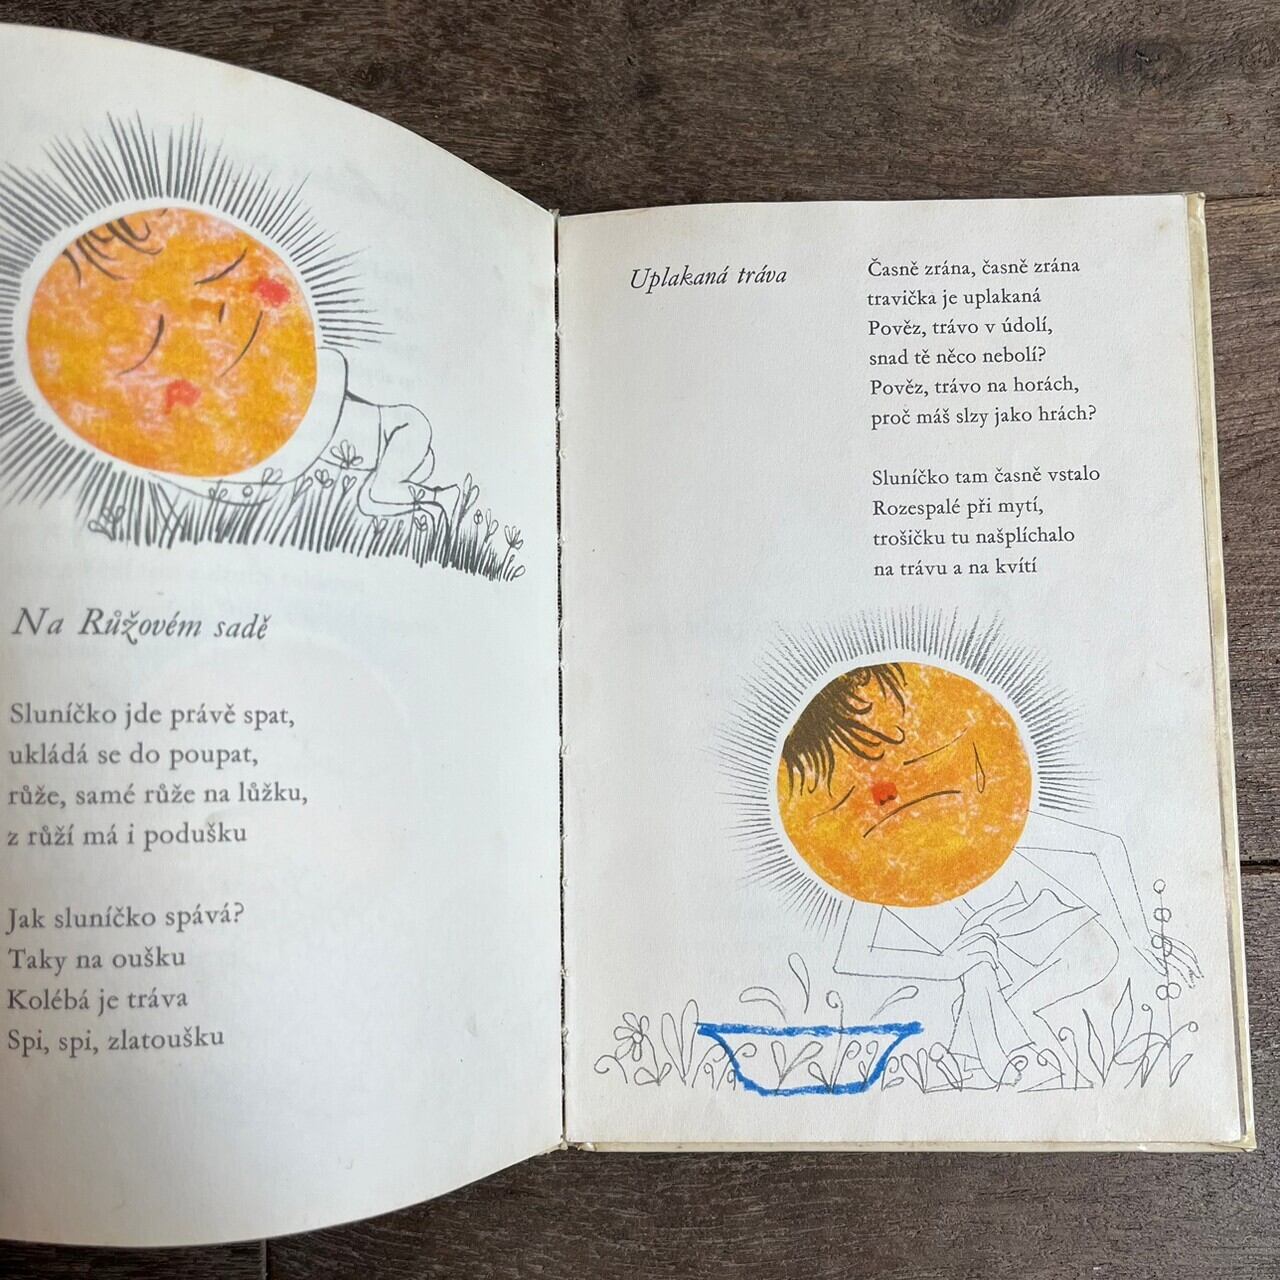 Na Růžovém sadě
Sluníčko jde právě spat,
ukládá se do poupat,
růže, samé růže na lůžku,
z růží má i podušku
Jak sluníčko spává?
Taky na oušku
Kolébá je tráva
Spi, spi, zlatoušku
Uplakaná tráva
Časně zrána, časně zrána
travička je uplakaná
Pověz, trávo v údolí,
snad tě něco nebolí?
Pověz, trávo na horách,
proč máš slzy jako hrách?
Sluníčko tam časně vstalo
Rozespalé při mytí,
trošičku tu našplíchalo
na trávu a na kvítí